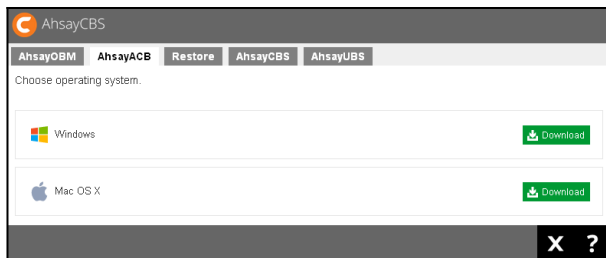 AhsayCBS
AhsayOBM AhsayACB Restore AhsayCBS AhsayUBS
Choose operating system.
Windows Download
Mac OS X Download
X ?